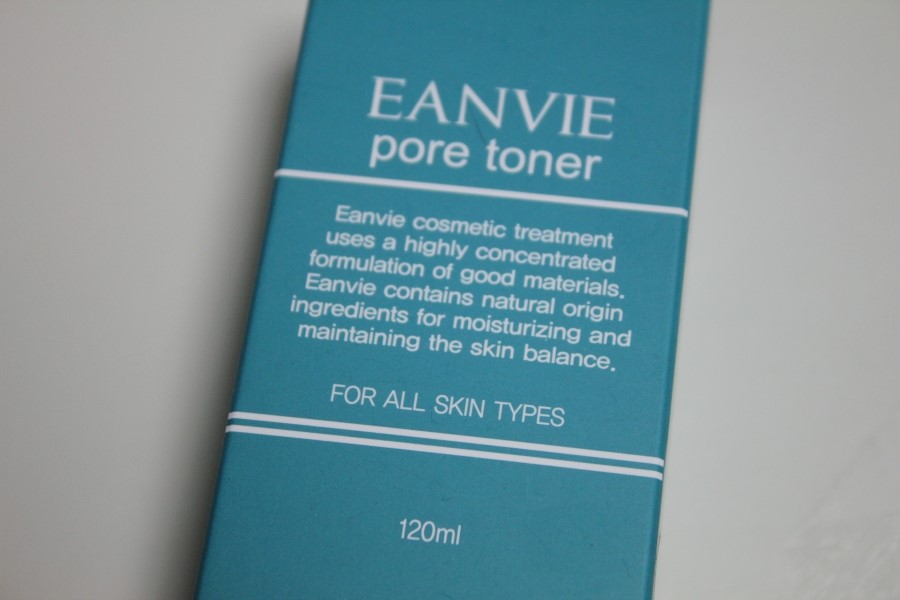 EANVIE
pore toner
Eanvie cosmetic treatment
uses a highly concentrated
formulation of good materials.
Eanvie contains natural origin
ingredients for moisturizing and
maintaining the skin balance.
FOR ALL SKIN TYPES
120ml